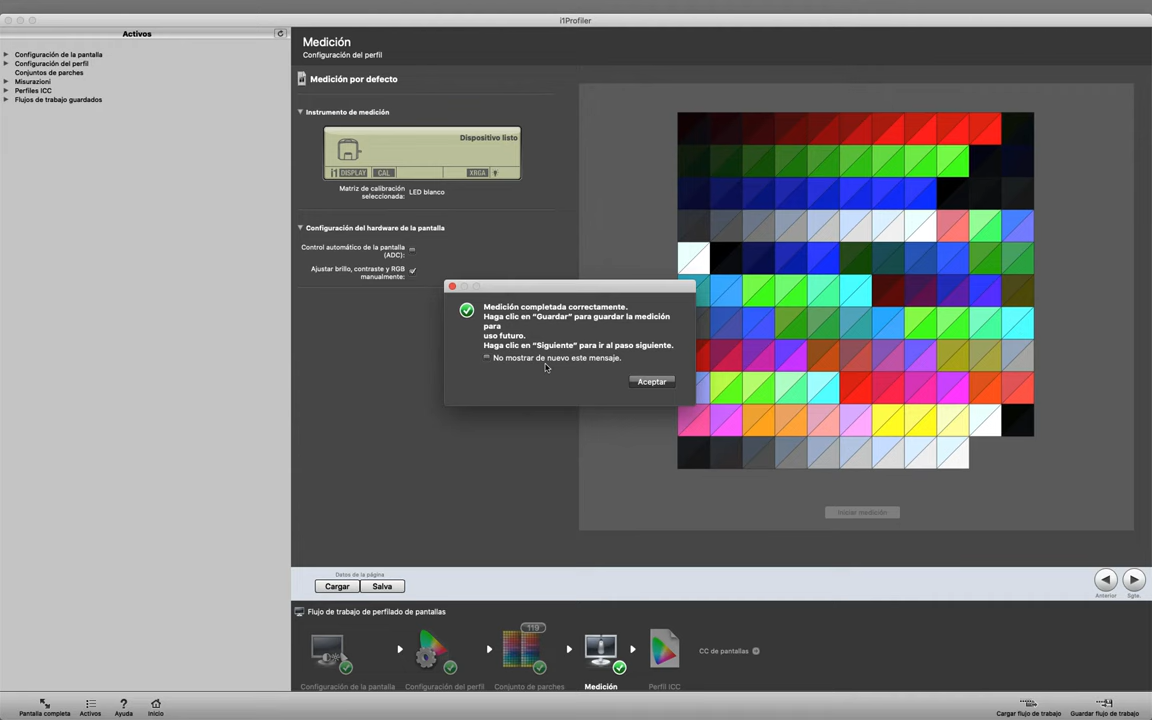 i1Profiler
Activos
Configuración de la pantalla
Configuración del perfil
Conjuntos de parches
Misurazioni
Perfiles ICC
Flujos de trabajo guardados
Medición
Configuración del perfil
Medición por defecto
Instrumento de medición
Dispositivo listo
i1 DISPLAY CAL XRGA
Matriz de calibración
seleccionada:
LED blanco
Configuración del hardware de la pantalla
Control automático de la pantalla
(ADC):
Ajustar brillo, contraste y RGB
manualmente:
Medición completada correctamente.
Haga clic en “Guardar” para guardar la medición
para
uso futuro.
Haga clic en “Siguiente” para ir al paso siguiente.
No mostrar de nuevo este mensaje.
Aceptar
Iniciar medición
Datos de la página
Cargar Salva
Anterior Sgte.
Flujo de trabajo de perfilado de pantallas
119
CC de pantallas
Configuración de la pantalla Configuración del perfil Conjunto de parches Medición Perfil ICC
Pantalla completa Activos Ayuda Inicio Cargar flujo de trabajo Guardar flujo de trabajo